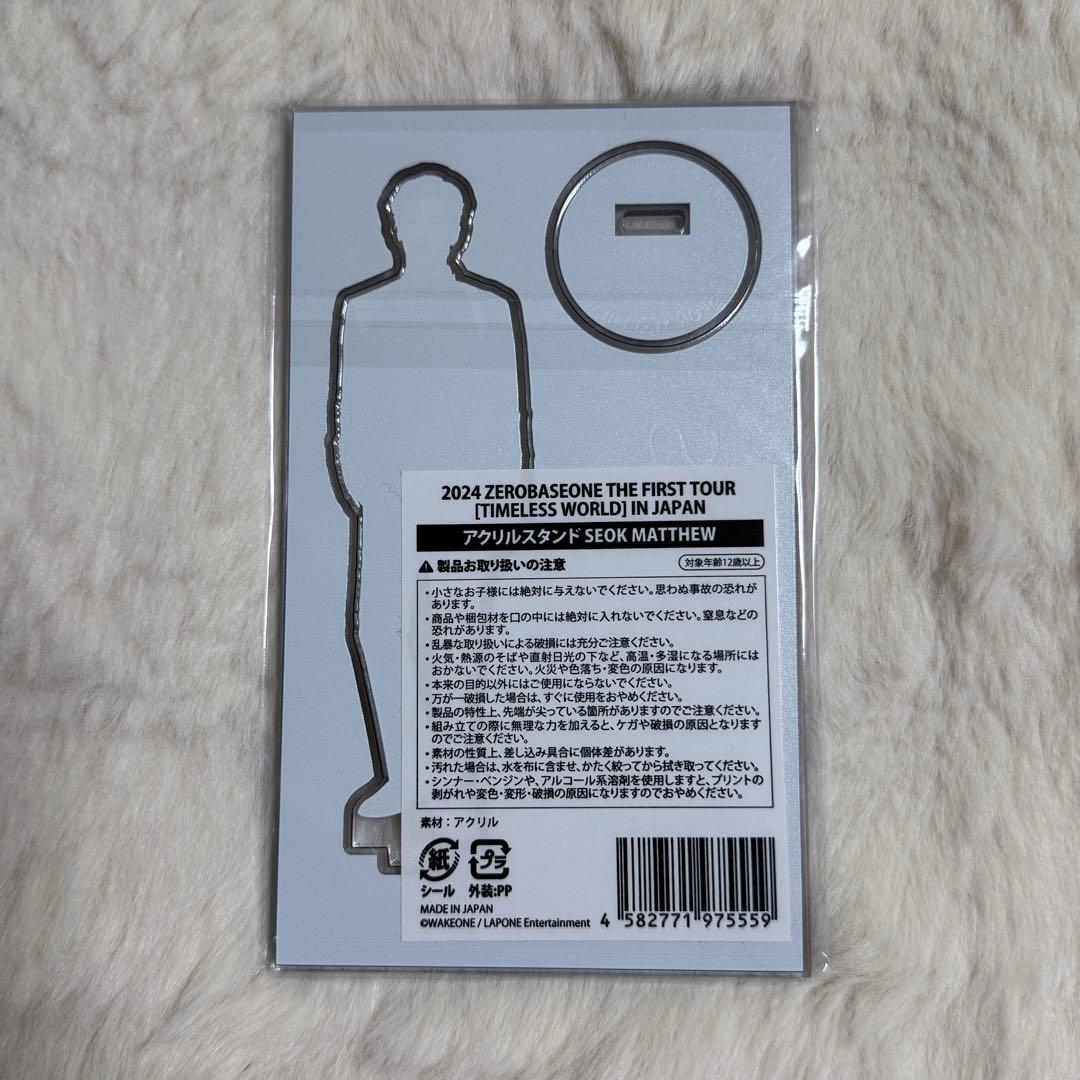 2024 ZEROBASEONE THE FIRST TOUR
[TIMELESS WORLD] IN JAPAN
アクリルスタンド SEOK MATTHEW
製品お取り扱いの注意
対象年齢12歳以上
・小さなお子様には絶対に与えないでください。思わぬ事故の恐れが
あります。
・商品や梱包材を口の中には絶対に入れないでください。窒息などの
恐れがあります。
・乱暴な取り扱いによる破損には充分ご注意ください。
・火気・熱源のそばや直射日光の下など、高温・多湿になる場所には
おかないでください。火災や色落ち・変色の原因になります。
・本来の目的以外にはご使用にならないでください。
・万が一破損した場合は、すぐに使用をおやめください。
・製品の特性上、先端が尖っている箇所がありますのでご注意ください。
・組み立ての際に無理な力を加えると、ケガや破損の原因となります
のでご注意ください。
・素材の性質上、差し込み具合に個体差があります。
・汚れた場合は、水を布に含ませ、かたく絞ってから拭き取ってください。
・シンナー・ベンジンや、アルコール系溶剤を使用しますと、プリントの
剥がれや変色・変形・破損の原因になりますのでおやめください。
素材：アクリル
紙 プラ
シール 外装:PP
MADE IN JAPAN
©WAKEONE / LAPONE Entertainment
4 582771 975559